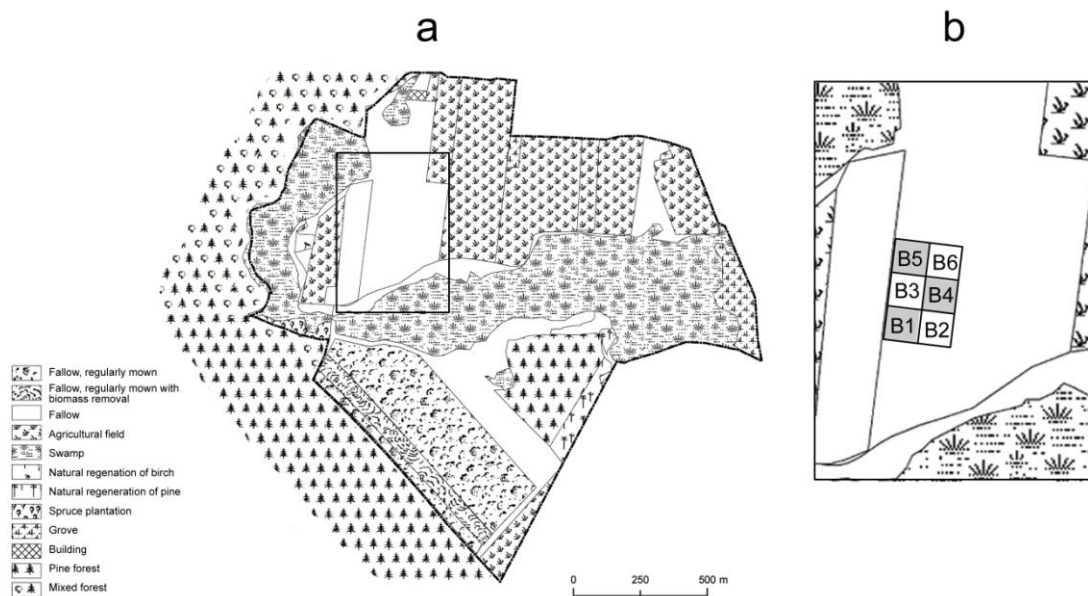 a
b
B5 B6
B3 B4
B1 B2
Fallow, regularly mown
Fallow, regularly mown with
biomass removal
Fallow
Agricultural field
Swamp
Natural regenation of birch
Natural regeneration of pine
Spruce plantation
Grove
Building
Pine forest
Mixed forest
0 250 500 m